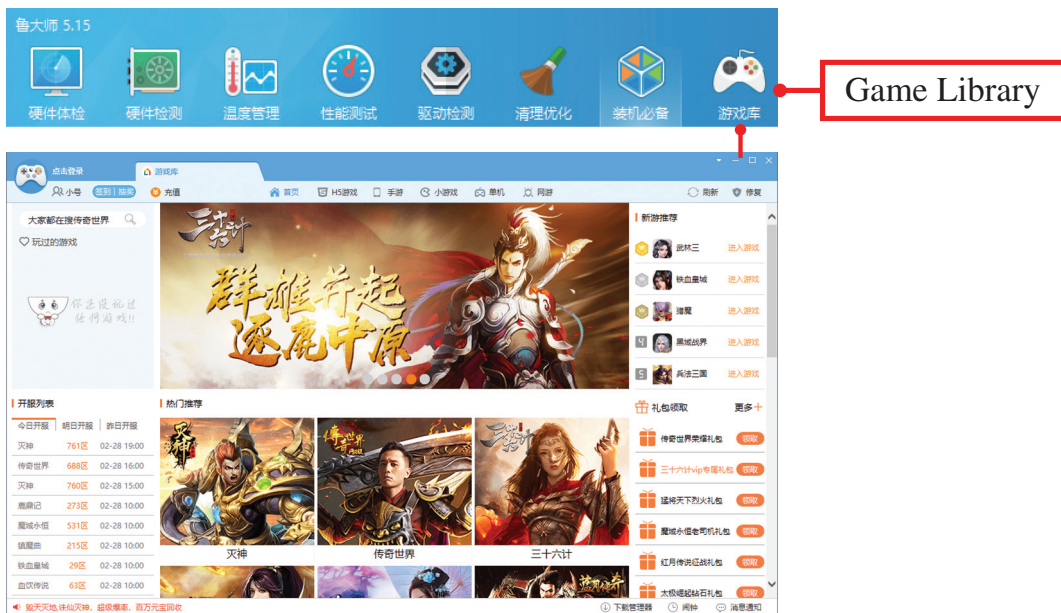 鲁大师 5.15
硬件体检 硬件检测 温度管理 性能测试 驱动检测 清理优化 装机必备 游戏库
Game Library
点击登录 游戏库
小号 签到 | 抽奖 充值 首页 H5游戏 手游 小游戏 单机 网游 刷新 修复
大家都在搜传奇世界
玩过的游戏
你还没玩过
任何游戏!!
三十六计
群雄并起
逐鹿中原
新游推荐
武林三 进入游戏
铁血皇城 进入游戏
猎魔 进入游戏
4 黑域战界 进入游戏
5 兵法三国 进入游戏
开服列表
今日开服 明日开服 昨日开服
灭神 761区 02-28 19:00
传奇世界 688区 02-28 16:00
灭神 760区 02-28 15:00
鹿鼎记 273区 02-28 10:00
魔域永恒 531区 02-28 10:00
镇魔曲 215区 02-28 10:00
铁血皇城 29区 02-28 10:00
血饮传说 63区 02-28 10:00
热门推荐
灭神 传奇世界 三十六计
灭神 传奇世界 三十六计
礼包领取 更多+
传奇世界荣耀礼包 领取
三十六计vip专属礼包 领取
猛将天下烈火礼包 领取
魔域永恒老司机礼包 领取
红月传说征战礼包 领取
太极崛起钻石礼包 领取
毁天灭地,诛仙灭神，超级爆率，百万元宝回收
下载管理器 闹钟 消息通知